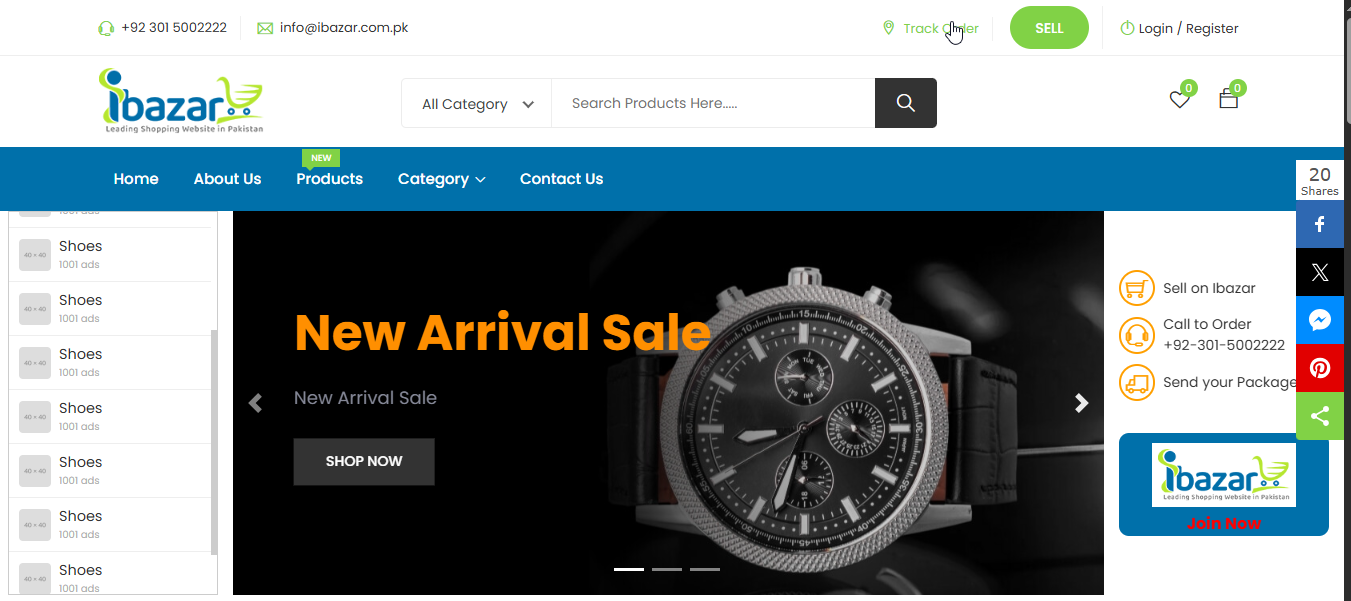 +92 301 5002222
info@ibazar.com.pk
Track Order
SELL
Login / Register
ibazar
Leading Shopping Website in Pakistan
All Category
Search Products Here.....
0
0
NEW
Home
About Us
Products
Category
Contact Us
20
Shares
1001 ads
40 × 40
Shoes
1001 ads
40 × 40
Shoes
1001 ads
40 × 40
Shoes
1001 ads
40 × 40
Shoes
1001 ads
40 × 40
Shoes
1001 ads
40 × 40
Shoes
1001 ads
40 × 40
Shoes
1001 ads
New Arrival Sale
New Arrival Sale
SHOP NOW
Sell on Ibazar
Call to Order
+92-301-5002222
Send your Package
ibazar
Leading Shopping Website in Pakistan
Join Now